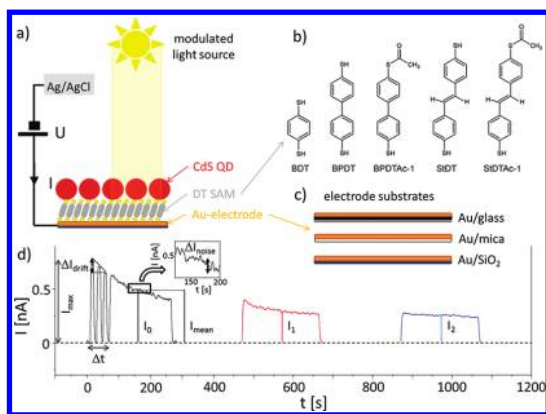 a)
modulated
light source
Ag/AgCl
U
I
CdS QD
DT SAM
Au-electrode
b)
SH
SH
BDT
SH
SH
BPDT
O
S
CH3
SH
BPDTAc-1
SH
H
H
SH
StDT
O
S
CH3
H
H
SH
StDTAc-1
c)
electrode substrates
Au/glass
Au/mica
Au/SiO2
d)
I [nA]
0.5
0
ΔIdrift
Imax
Δt
I [nA]
0.5
ΔInoise
150
200
t [s]
I0
Imean
I1
I2
0
200
400
600
800
1000
1200
t [s]